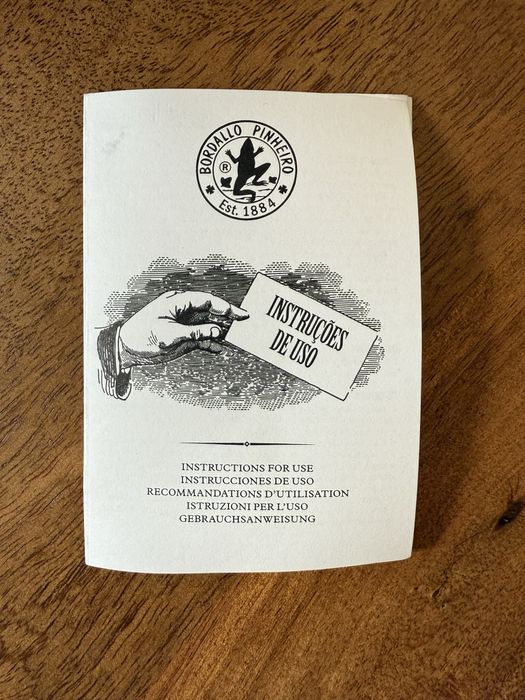 BORDALLO PINHEIRO
®
Est. 1884
INSTRUÇÕES
DE USO
INSTRUCTIONS FOR USE
INSTRUCCIONES DE USO
RECOMMANDATIONS D'UTILISATION
ISTRUZIONI PER L'USO
GEBRAUCHSANWEISUNG